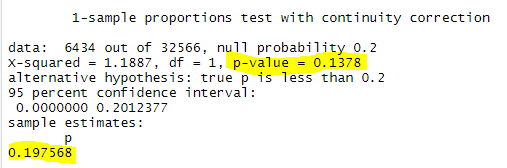 1-sample proportions test with continuity correction
data: 6434 out of 32566, null probability 0.2
X-squared = 1.1887, df = 1, p-value = 0.1378
alternative hypothesis: true p is less than 0.2
95 percent confidence interval:
0.0000000 0.2012377
sample estimates:
p
0.197568